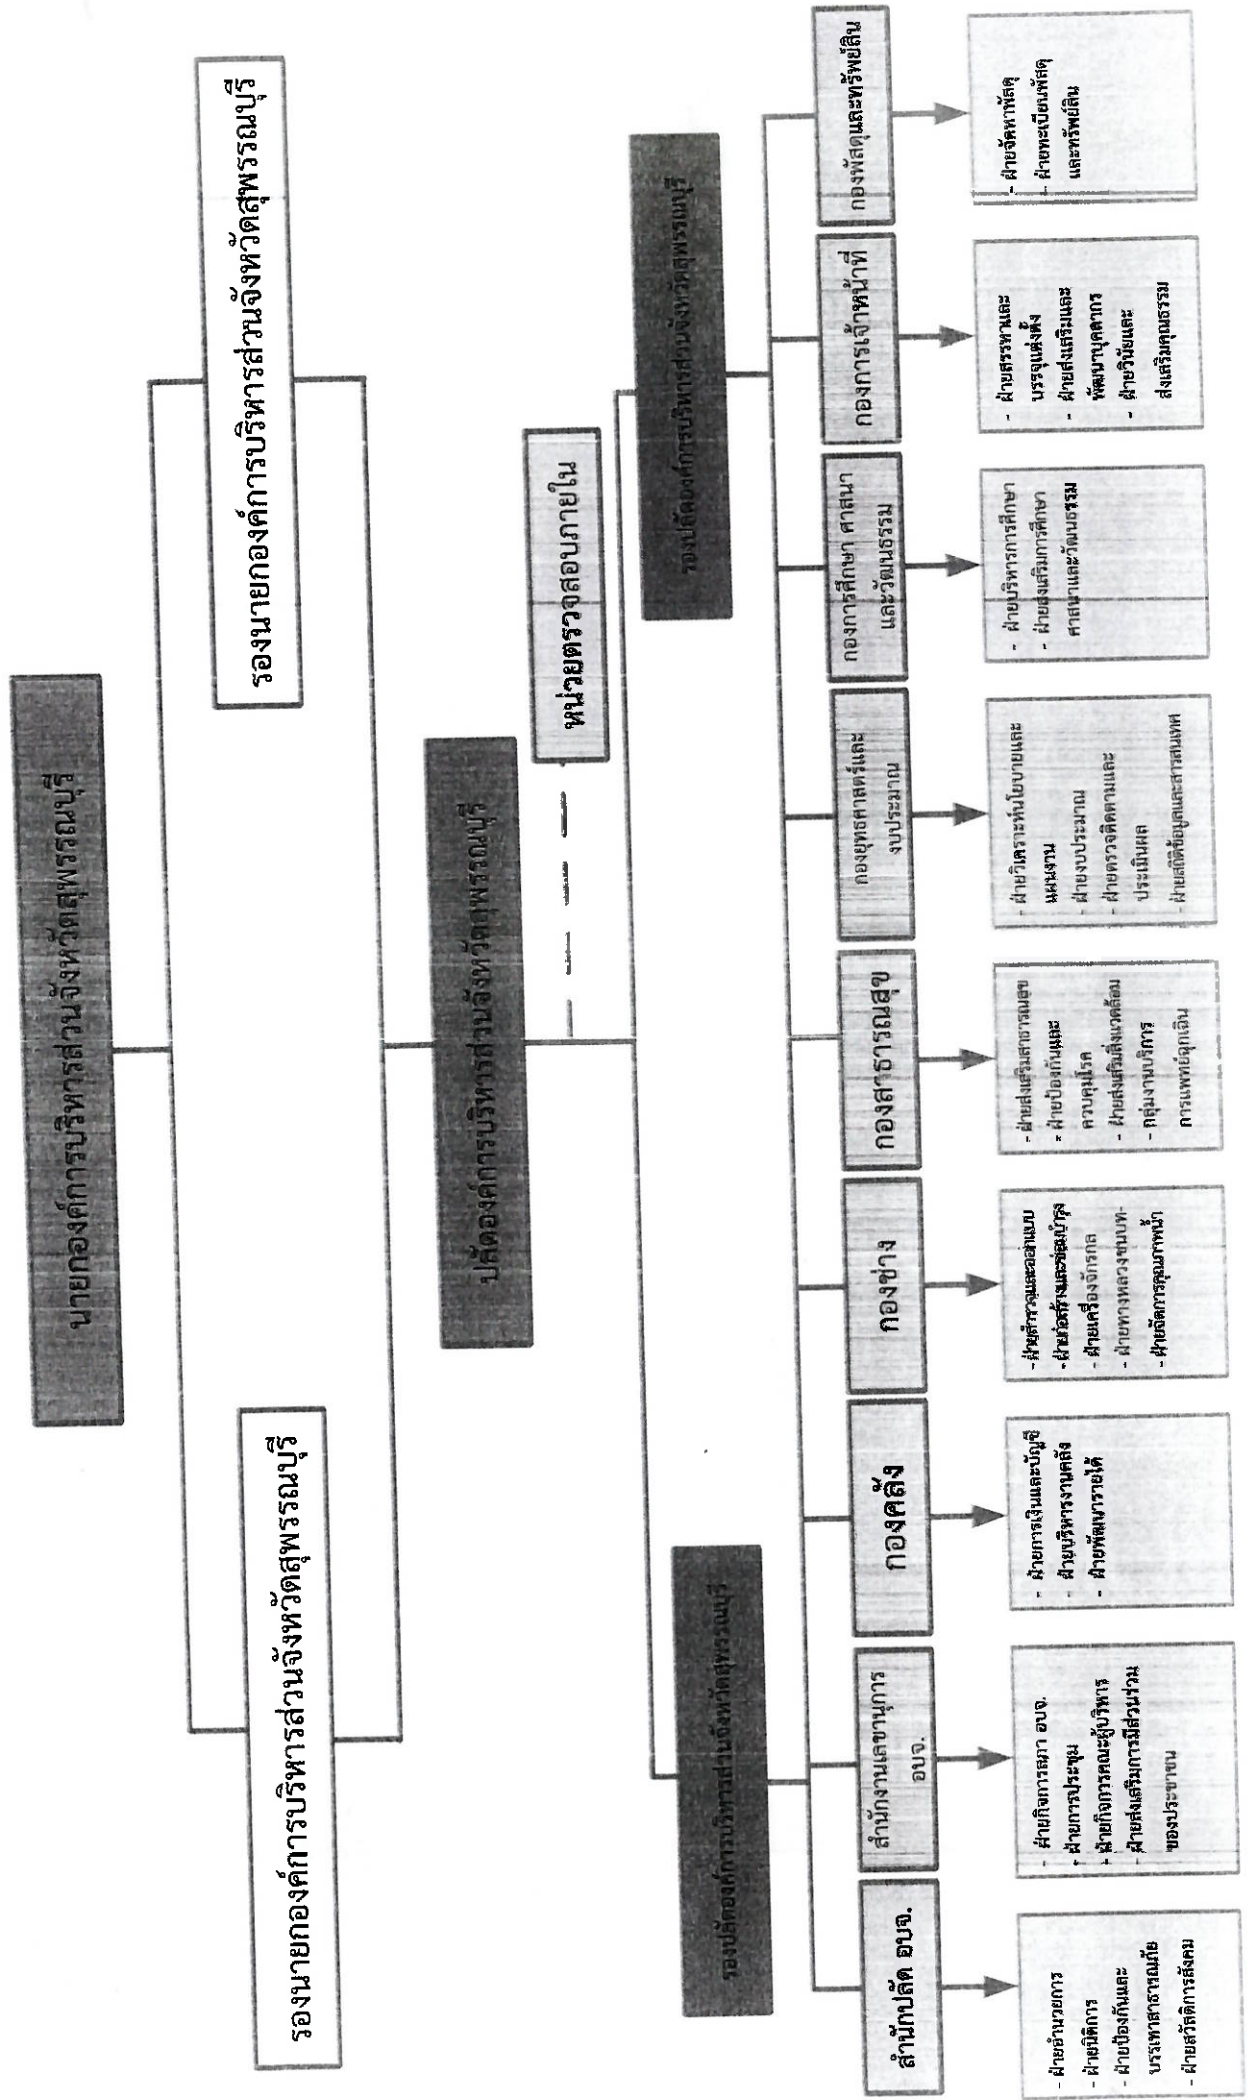 นายกองค์การบริหารส่วนจังหวัดสุพรรณบุรี
รองนายกองค์การบริหารส่วนจังหวัดสุพรรณบุรี
รองนายกองค์การบริหารส่วนจังหวัดสุพรรณบุรี
ปลัดองค์การบริหารส่วนจังหวัดสุพรรณบุรี
หน่วยตรวจสอบภายใน
รองปลัดองค์การบริหารส่วนจังหวัดสุพรรณบุรี
รองปลัดองค์การบริหารส่วนจังหวัดสุพรรณบุรี
สำนักปลัด อบจ.
- ฝ่ายอำนวยการ
- ฝ่ายนิติการ
- ฝ่ายป้องกันและ
บรรเทาสาธารณภัย
- ฝ่ายสวัสดิการสังคม
สำนักงานเลขานุการ
อบจ.
- ฝ่ายกิจการสภา อบจ.
- ฝ่ายการประชุม
- ฝ่ายกิจการคณะผู้บริหาร
- ฝ่ายส่งเสริมการมีส่วนร่วม
ของประชาชน
กองคลัง
- ฝ่ายการเงินและบัญชี
- ฝ่ายบริหารงานคลัง
- ฝ่ายพัฒนารายได้
กองช่าง
- ฝ่ายสำรวจและออกแบบ
- ฝ่ายก่อสร้างและซ่อมบำรุง
- ฝ่ายเครื่องจักรกล
- ฝ่ายทางหลวงชนบท-
- ฝ่ายจัดการคุณภาพน้ำ
กองสาธารณสุข
- ฝ่ายส่งเสริมสาธารณสุข
- ฝ่ายป้องกันและ
ควบคุมโรค
- ฝ่ายส่งเสริมสิ่งแวดล้อม
- กลุ่มงานบริการ
การแพทย์ฉุกเฉิน
กองยุทธศาสตร์และ
งบประมาณ
- ฝ่ายวิเคราะห์นโยบายและ
แผนงาน
- ฝ่ายงบประมาณ
- ฝ่ายตรวจติดตามและ
ประเมินผล
- ฝ่ายสถิติข้อมูลและสารสนเทศ
กองการศึกษา ศาสนา
และวัฒนธรรม
- ฝ่ายบริหารการศึกษา
- ฝ่ายส่งเสริมการศึกษา
ศาสนาและวัฒนธรรม
กองการเจ้าหน้าที่
- ฝ่ายสรรหาและ
บรรจุแต่งตั้ง
- ฝ่ายส่งเสริมและ
พัฒนาบุคลากร
- ฝ่ายวินัยและ
ส่งเสริมคุณธรรม
กองพัสดุและทรัพย์สิน
- ฝ่ายจัดหาพัสดุ
- ฝ่ายทะเบียนพัสดุ
และทรัพย์สิน